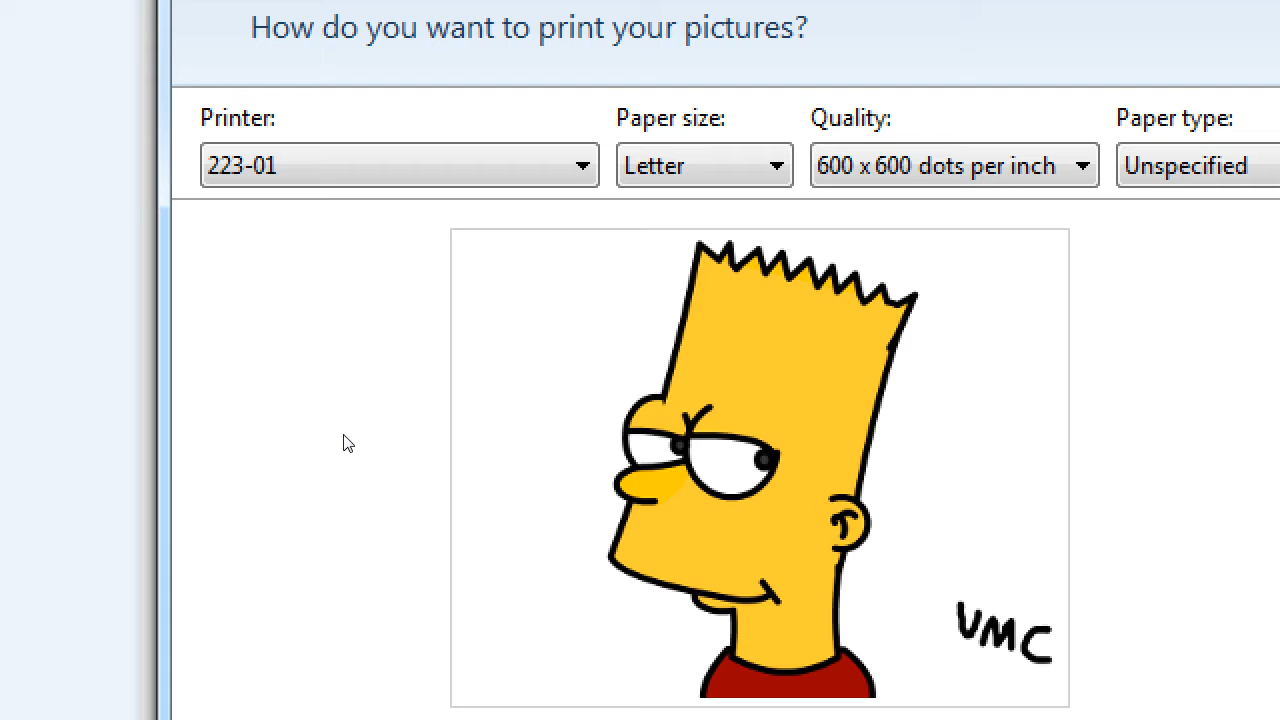 How do you want to print your pictures?
Printer: Paper size: Quality: Paper type:
223-01 Letter 600 x 600 dots per inch Unspecified
VMC